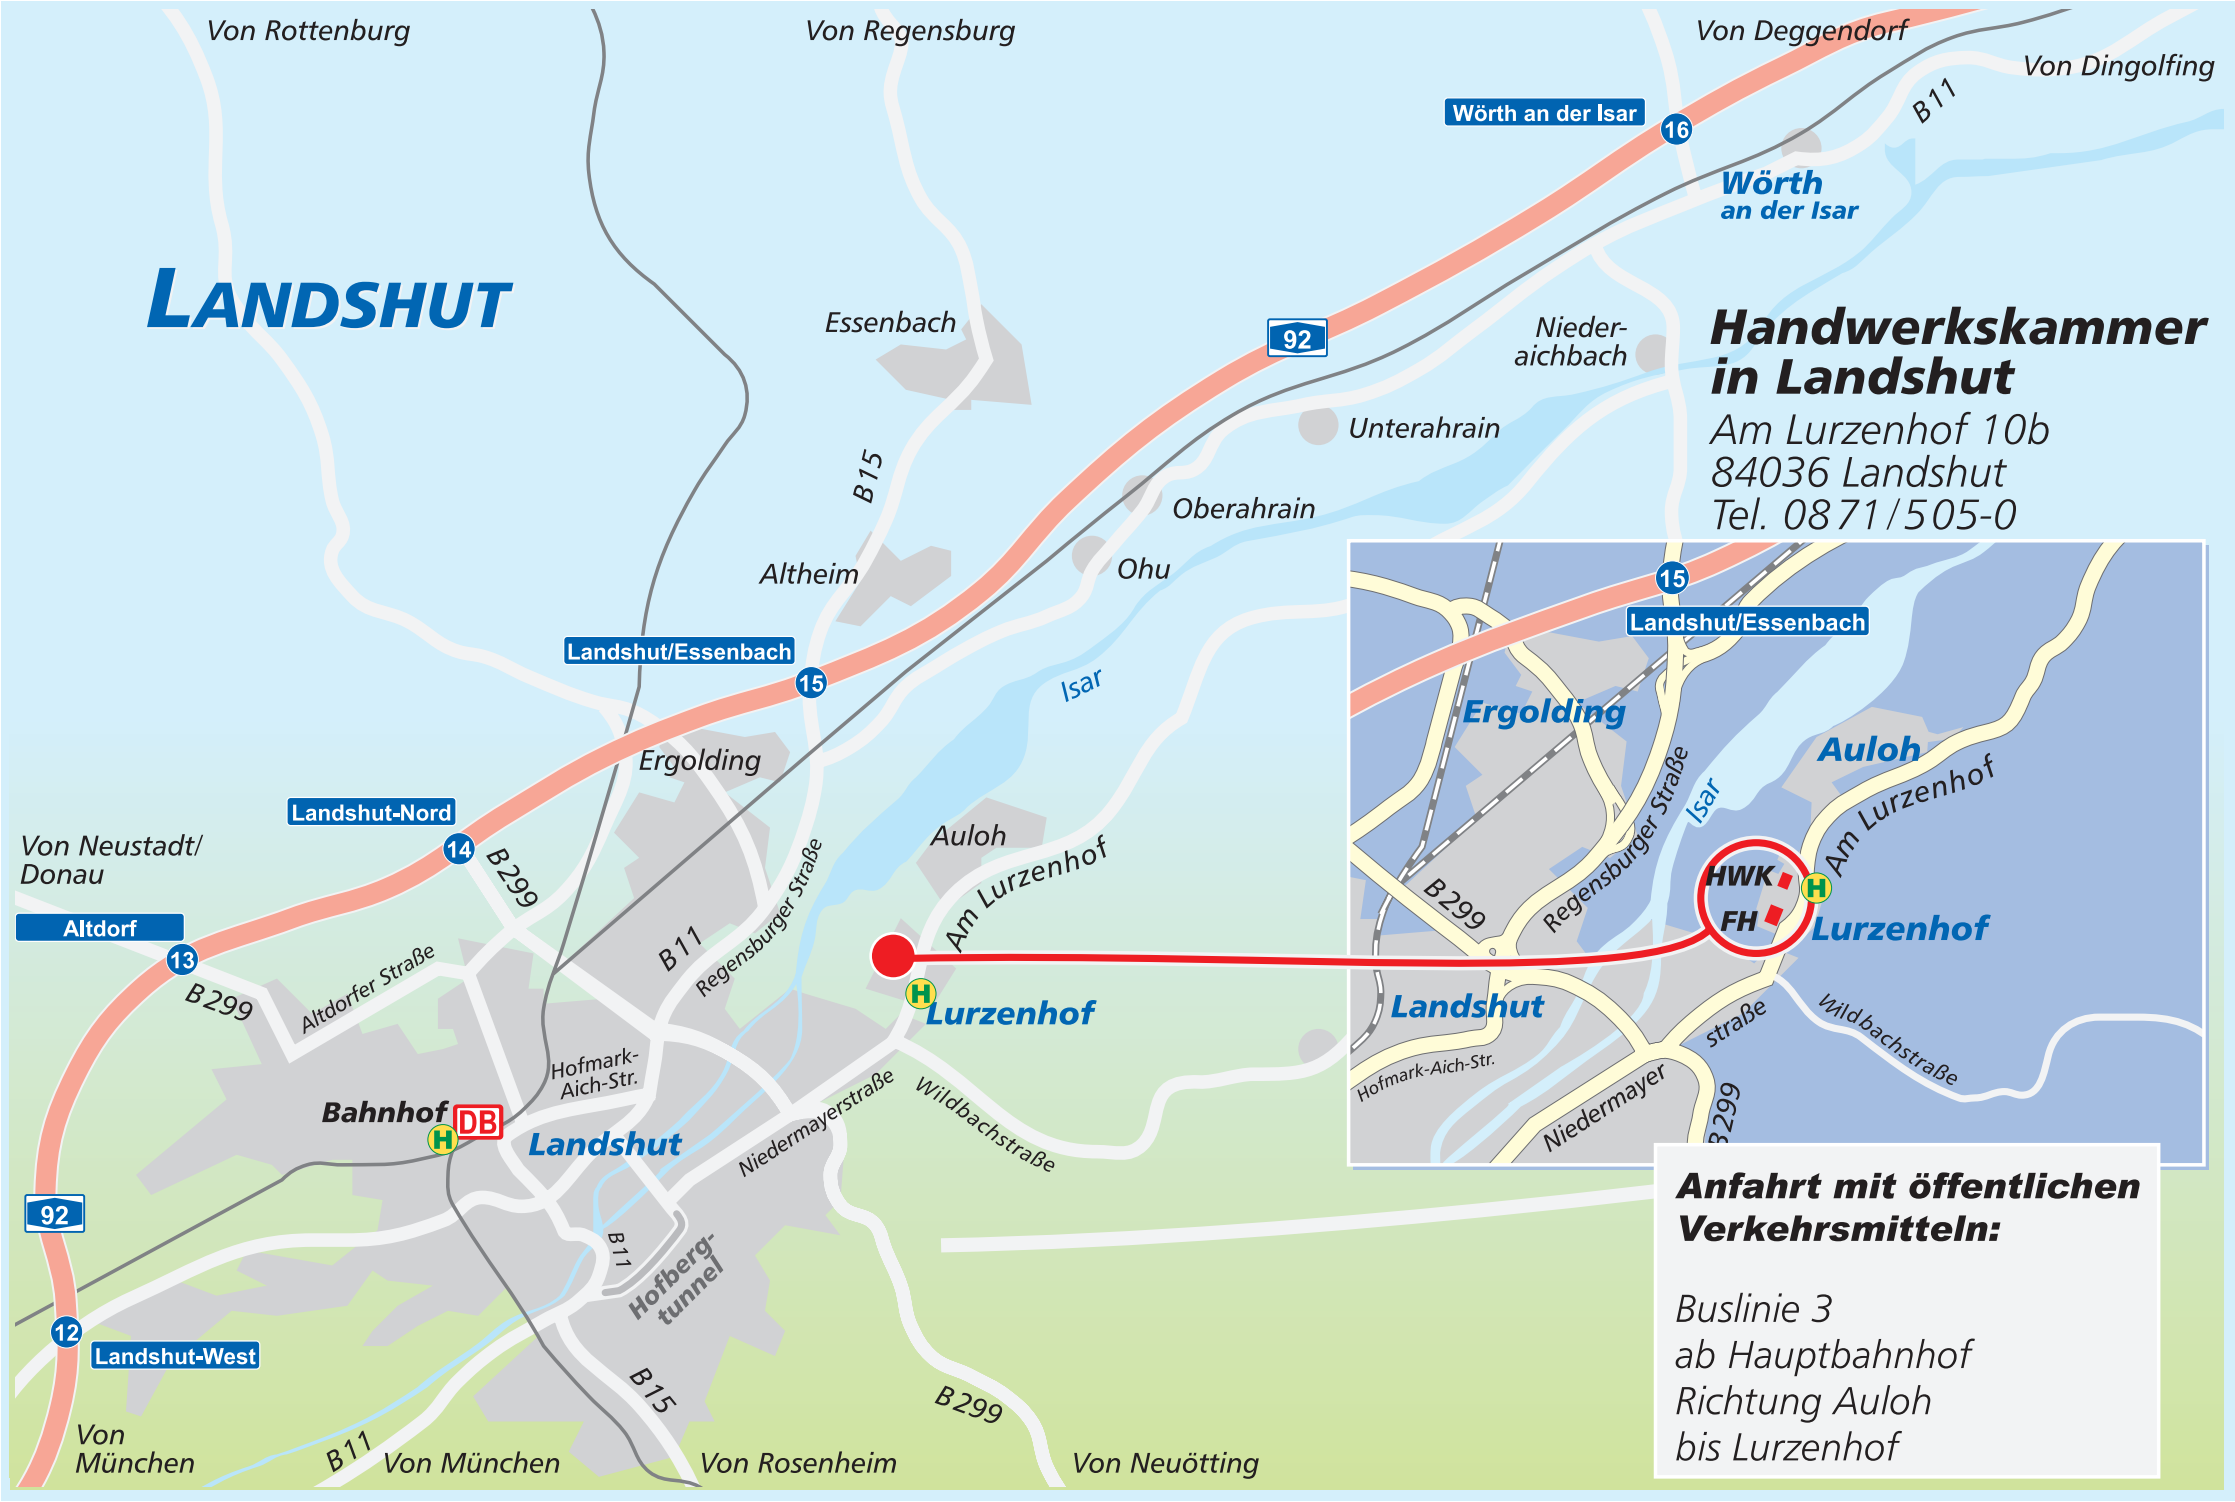 Von Rottenburg
Von Regensburg
Von Deggendorf
Von Dingolfing
B11
Wörth an der Isar
16
Wörth
an der Isar
LANDSHUT
Essenbach
92
Nieder-
aichbach
Handwerkskammer
in Landshut
Am Lurzenhof 10b
84036 Landshut
Tel. 0871/505-0
Unterahrain
B15
Oberahrain
Altheim
Ohu
Landshut/Essenbach
15
Isar
Ergolding
Landshut-Nord
14
B299
Von Neustadt/
Donau
Altdorf
13
B299
Altdorfer Straße
B11
Regensburger Straße
Auloh
Am Lurzenhof
H
Lurzenhof
Hofmark-
Aich-Str.
Bahnhof
H
DB
Landshut
Niedermayerstraße
Wildbachstraße
92
B11
Hofberg-
tunnel
12
Landshut-West
B15
B299
Von
München
B11
Von München
Von Rosenheim
Von Neuötting
15
Landshut/Essenbach
Ergolding
Auloh
Regensburger Straße
Isar
Am Lurzenhof
HWK
H
FH
Lurzenhof
B299
Landshut
Hofmark-Aich-Str.
Niedermayer
straße
Wildbachstraße
B299
Anfahrt mit öffentlichen
Verkehrsmitteln:
Buslinie 3
ab Hauptbahnhof
Richtung Auloh
bis Lurzenhof